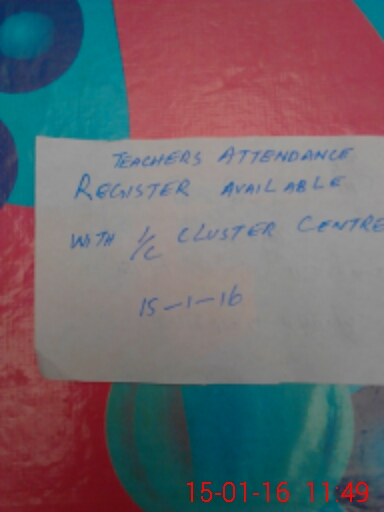 TEACHERS ATTENDANCE
REGISTER AVAILABLE
WITH I/C CLUSTER CENTRE
15-1-16
15-01-16 11:49